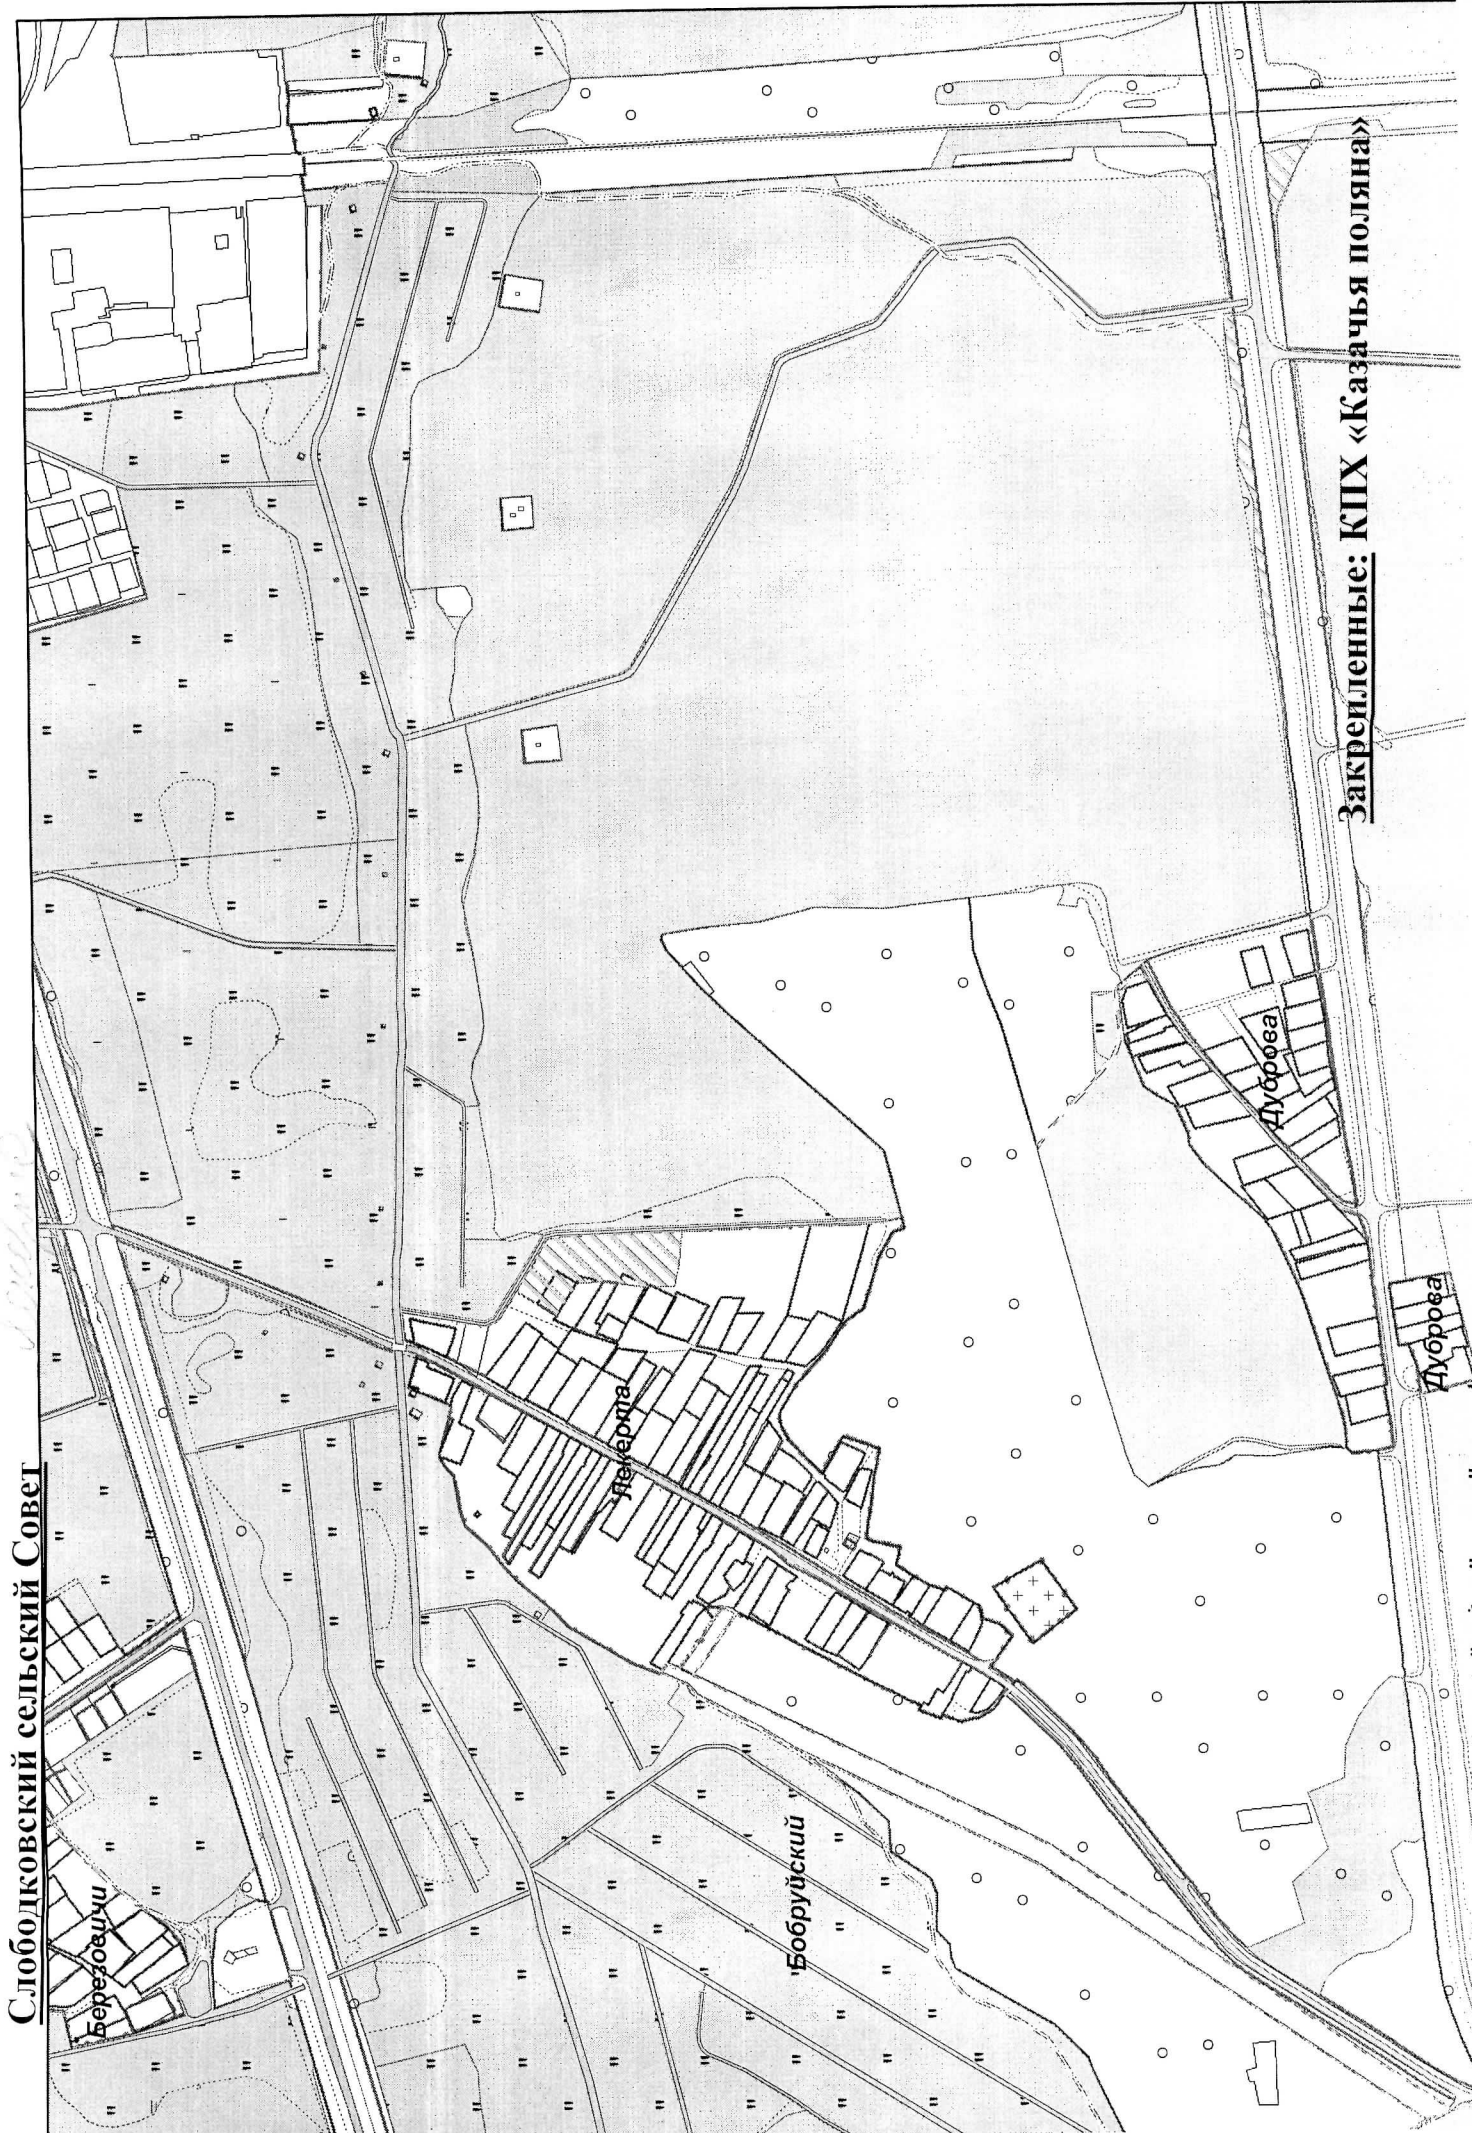 Слободковский сельский Совет
Березовичи
Лекерта
Бобруйский
Дуброва
Дуброва
Закрепленные: КПХ «Казачья поляна»